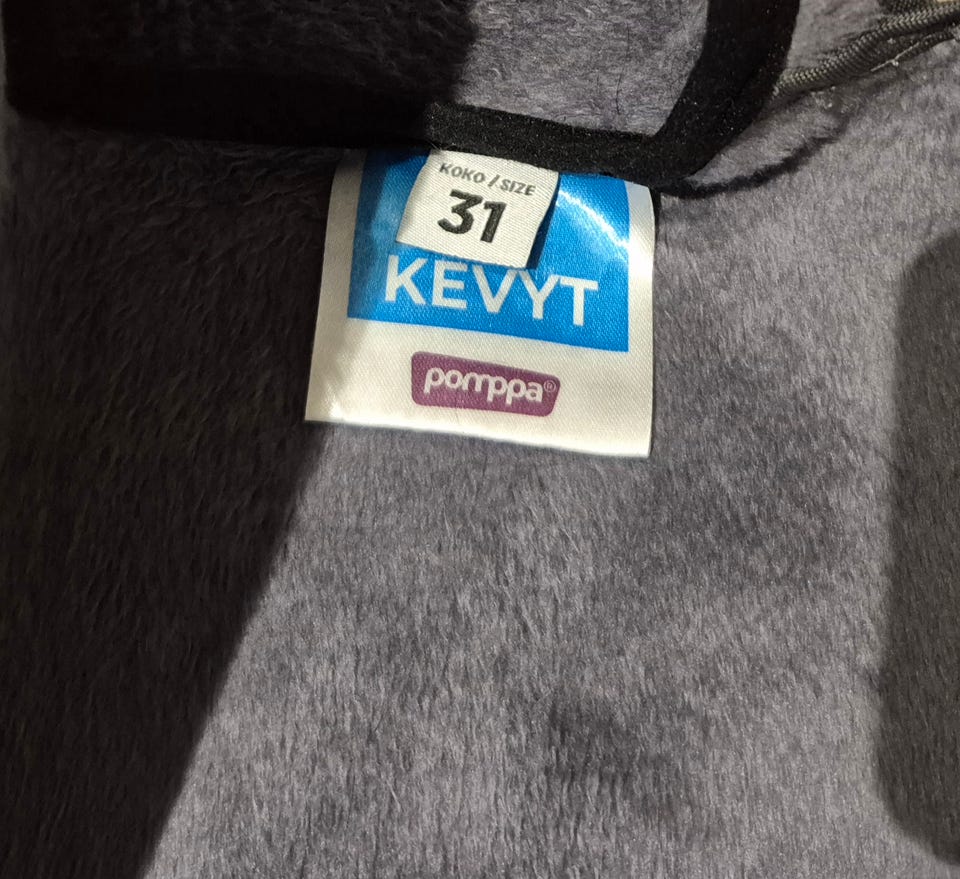 KOKO / SIZE
31
KEVYT
pomppa®